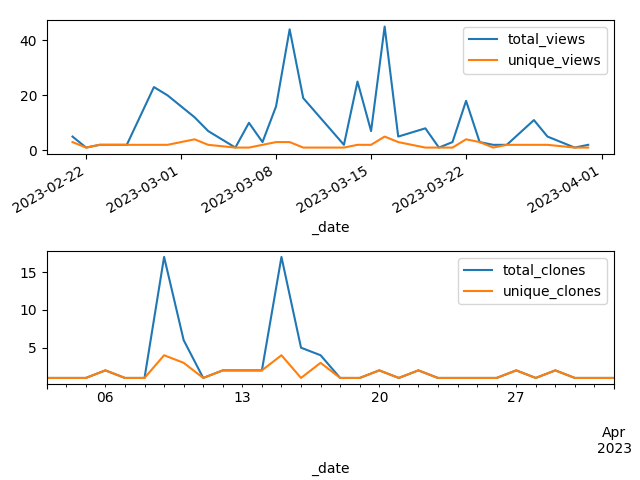 40
20
0
total_views
unique_views
2023-02-22
2023-03-01
2023-03-08
2023-03-15
2023-03-22
2023-04-01
_date
15
10
5
total_clones
unique_clones
06
13
20
27
Apr
2023
_date